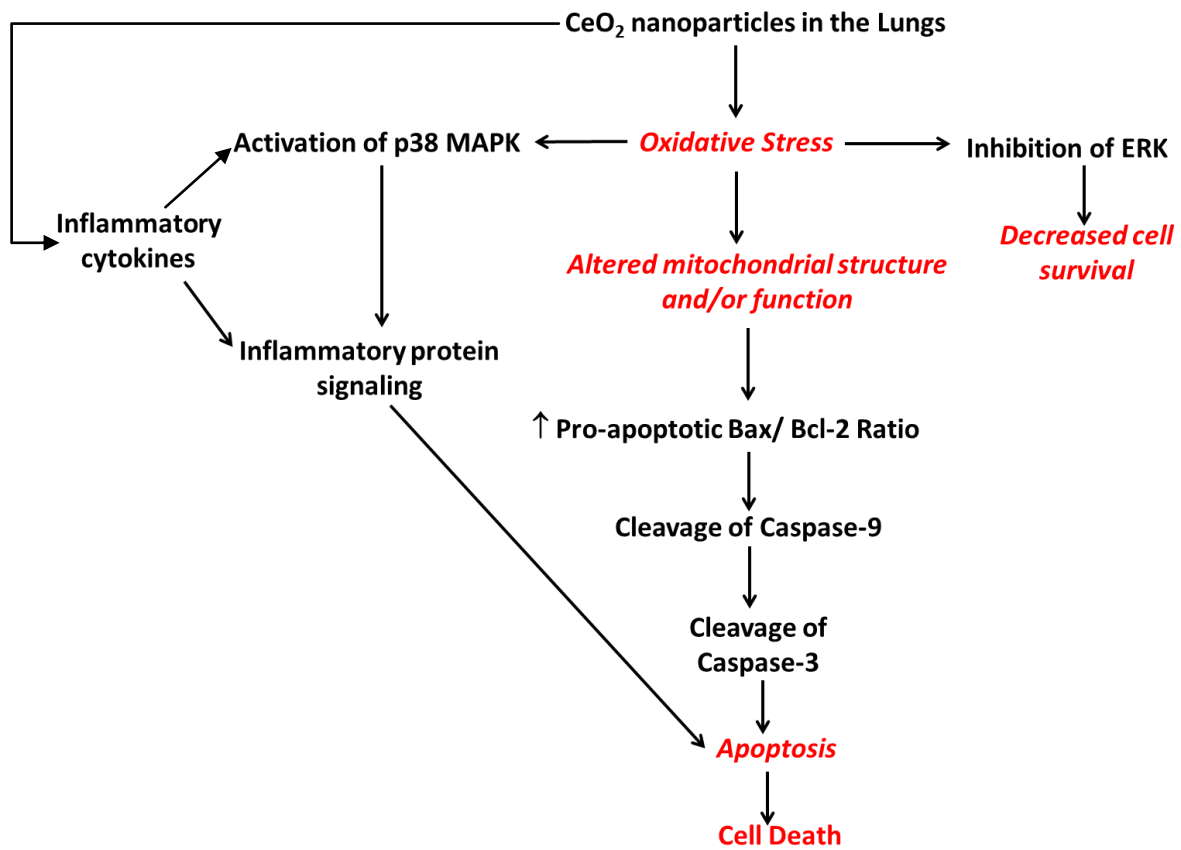 CeO₂ nanoparticles in the Lungs
Activation of p38 MAPK
Oxidative Stress
Inhibition of ERK
Inflammatory
cytokines
Decreased cell
survival
Altered mitochondrial structure
and/or function
Inflammatory protein
signaling
↑ Pro-apoptotic Bax/ Bcl-2 Ratio
Cleavage of Caspase-9
Cleavage of
Caspase-3
Apoptosis
Cell Death